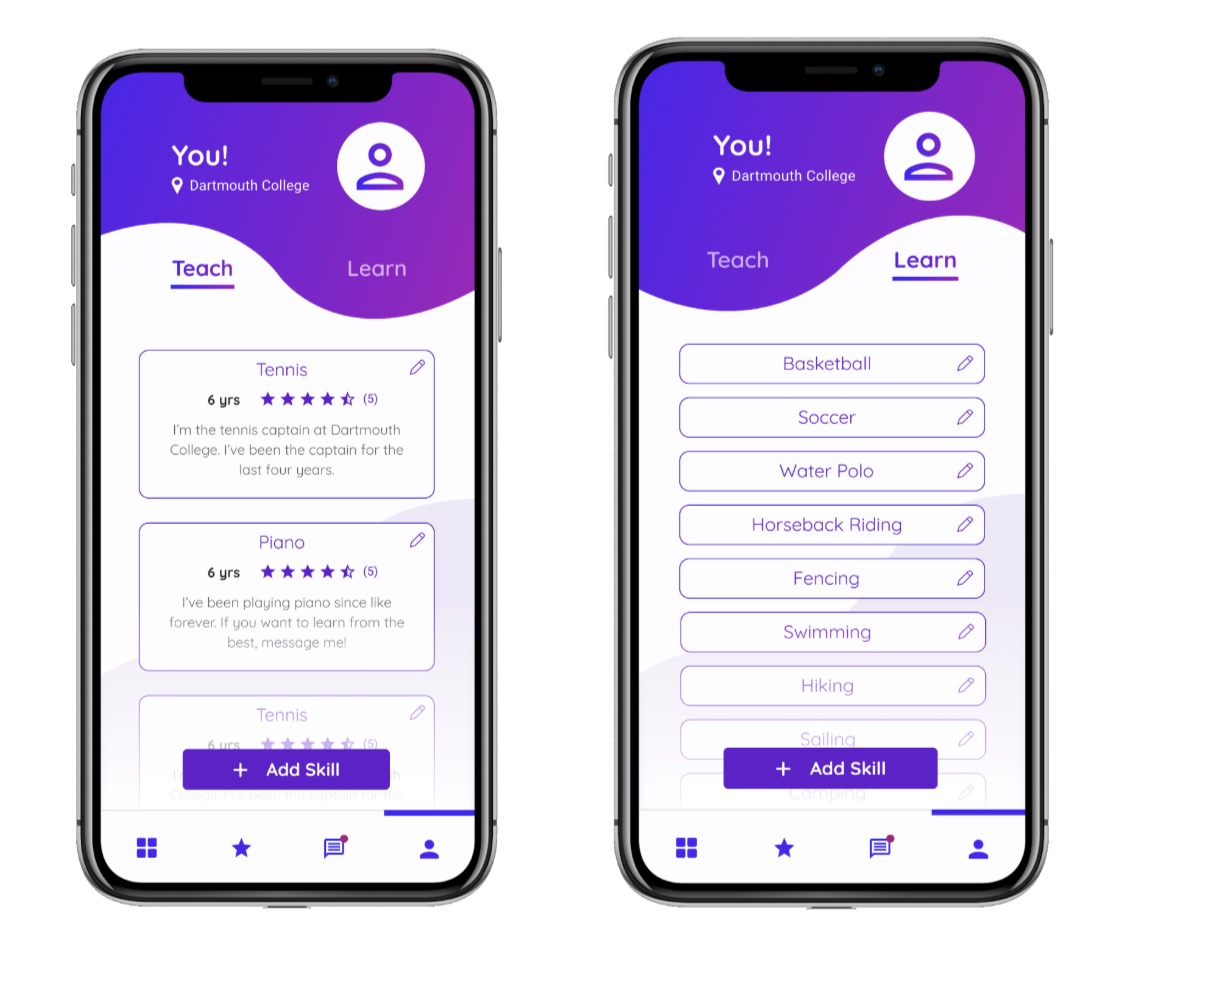 You!
Dartmouth College
Teach
Learn
Tennis
6 yrs (5)
I'm the tennis captain at Dartmouth
College. I've been the captain for the
last four years.
Piano
6 yrs (5)
I've been playing piano since like
forever. If you want to learn from the
best, message me!
Tennis
6 yrs (5)
+ Add Skill
College. I've been the captain for the
You!
Dartmouth College
Teach
Learn
Basketball
Soccer
Water Polo
Horseback Riding
Fencing
Swimming
Hiking
Sailing
+ Add Skill
Camping